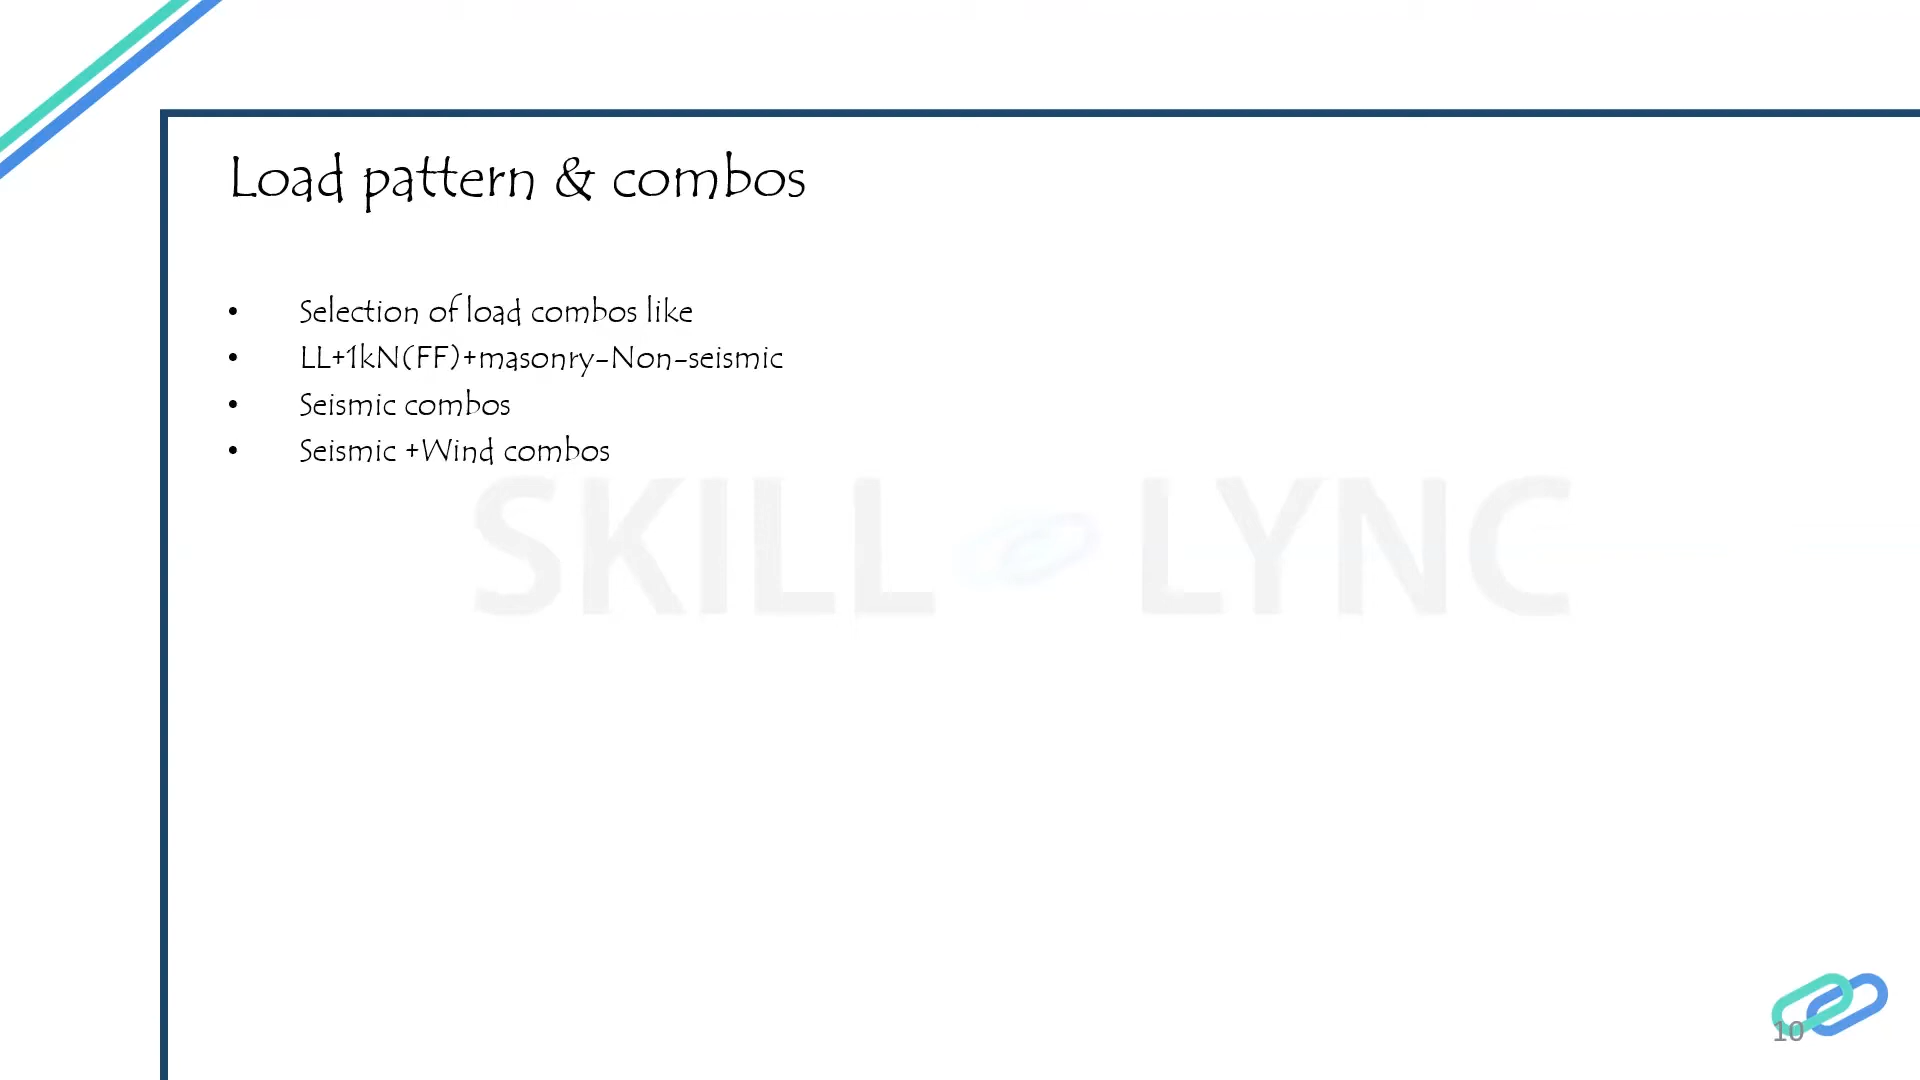 Load pattern & combos
• Selection of load combos like
• LL+1kN(FF)+masonry-Non-seismic
• Seismic combos
• Seismic +Wind combos
SKILL LYNC
10